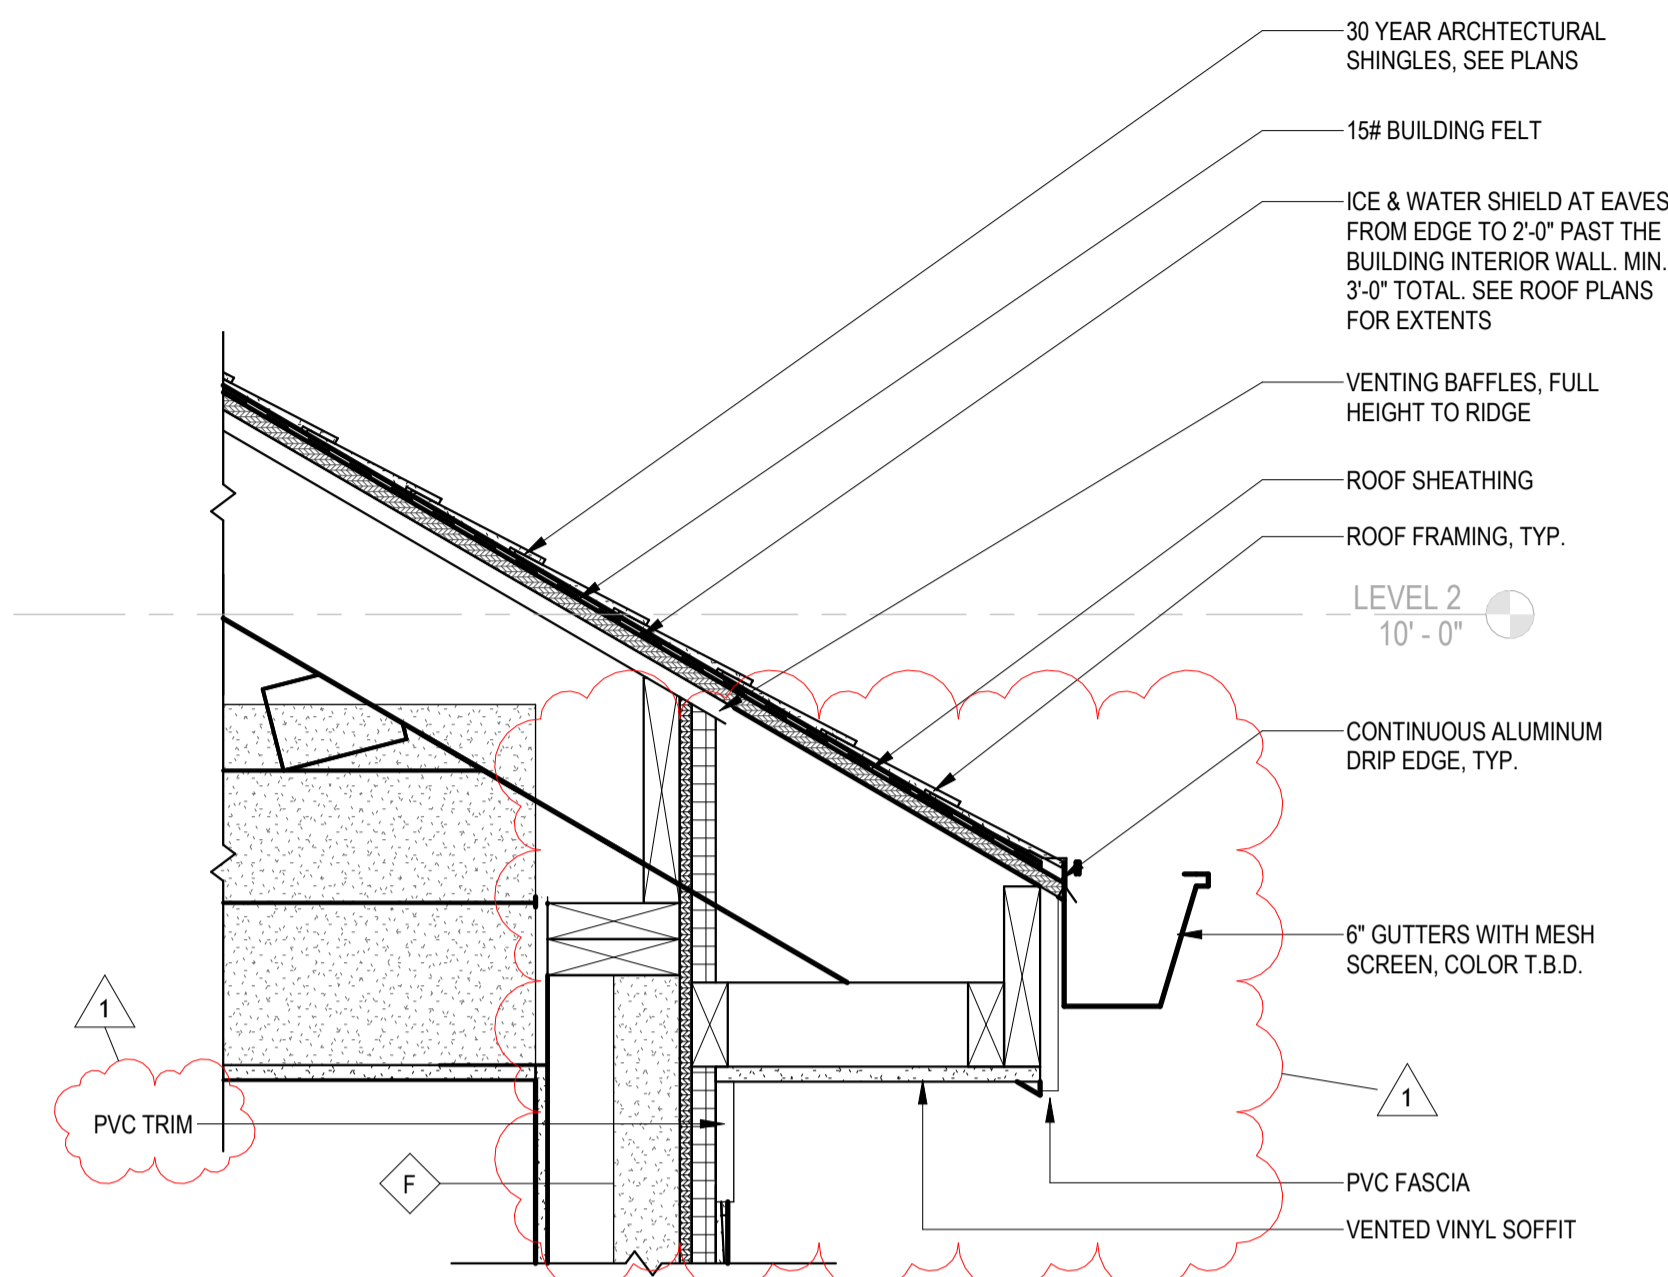 30 YEAR ARCHTECTURAL
SHINGLES, SEE PLANS
15# BUILDING FELT
ICE & WATER SHIELD AT EAVES
FROM EDGE TO 2'-0" PAST THE
BUILDING INTERIOR WALL. MIN.
3'-0" TOTAL. SEE ROOF PLANS
FOR EXTENTS
VENTING BAFFLES, FULL
HEIGHT TO RIDGE
ROOF SHEATHING
ROOF FRAMING, TYP.
LEVEL 2
10' - 0"
CONTINUOUS ALUMINUM
DRIP EDGE, TYP.
6" GUTTERS WITH MESH
SCREEN, COLOR T.B.D.
1
1
PVC TRIM
F
PVC FASCIA
VENTED VINYL SOFFIT